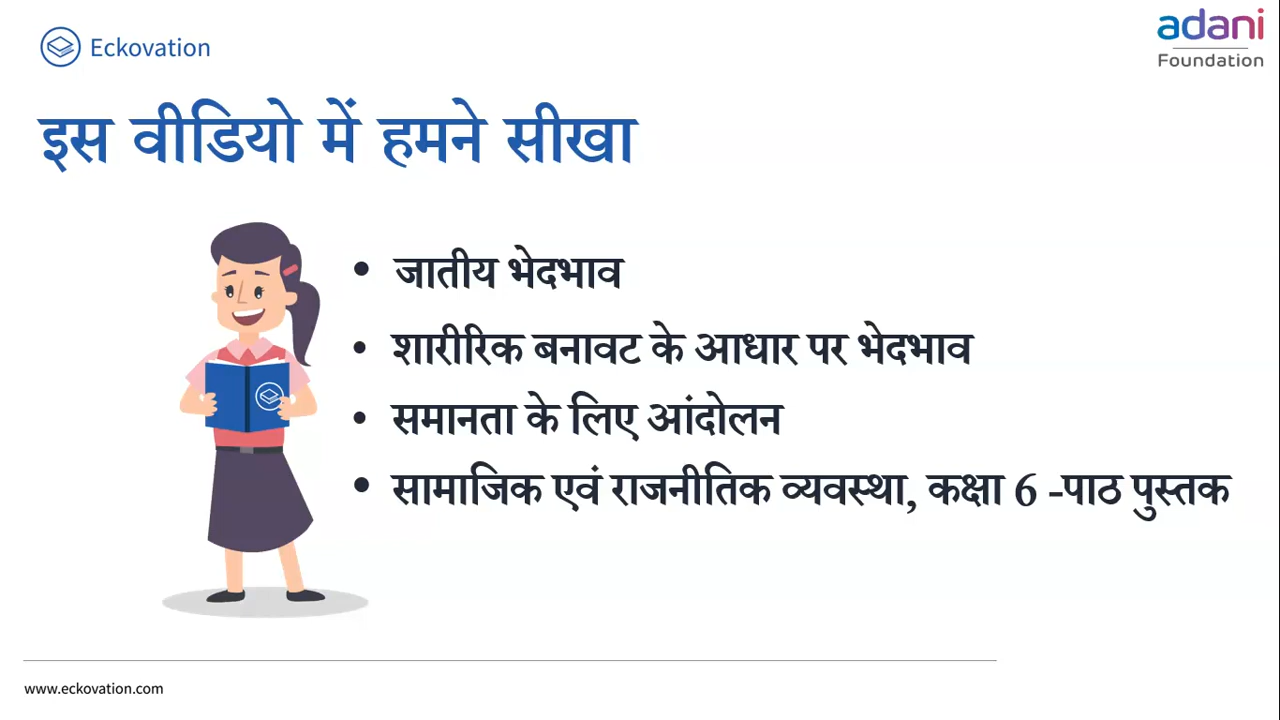 Eckovation
adani
Foundation
इस वीडियो में हमने सीखा
• जातीय भेदभाव
• शारीरिक बनावट के आधार पर भेदभाव
• समानता के लिए आंदोलन
• सामाजिक एवं राजनीतिक व्यवस्था, कक्षा 6 -पाठ पुस्तक
www.eckovation.com